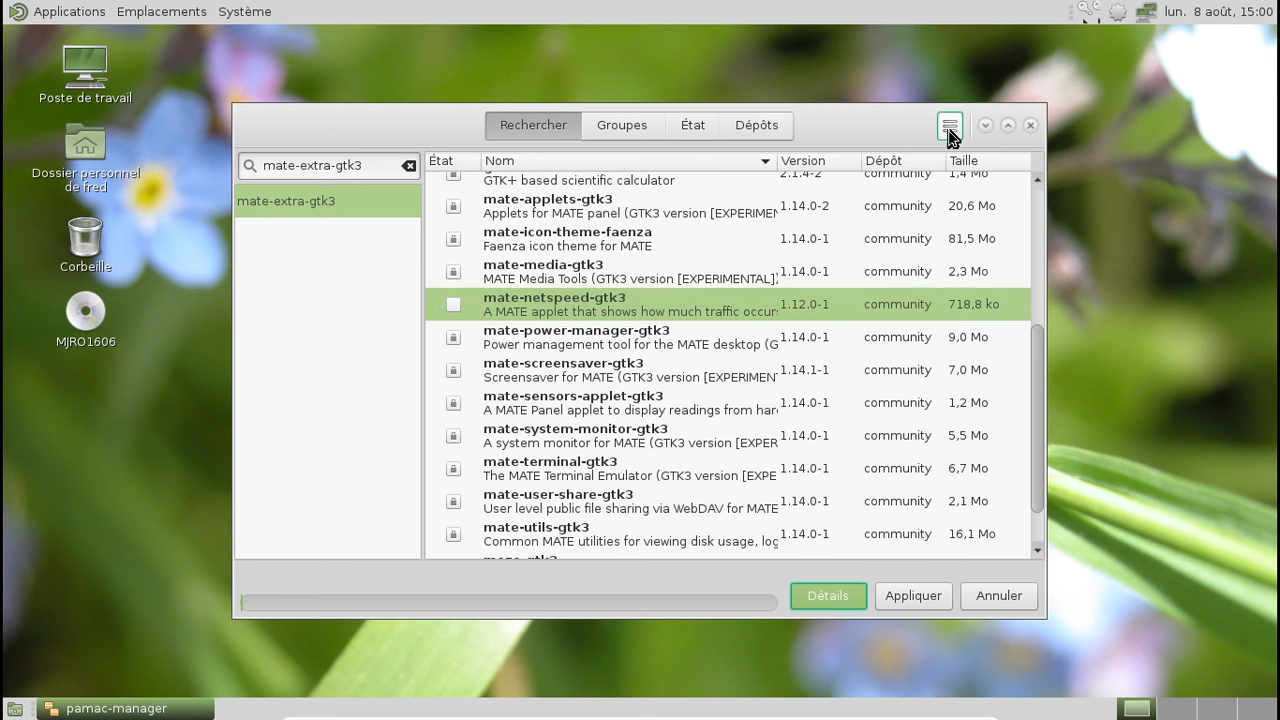 Applications Emplacements Système lun. 8 août, 15:00
Poste de travail
Dossier personnel
de fred
Corbeille
MJRO1606
Rechercher Groupes État Dépôts
mate-extra-gtk3
mate-extra-gtk3
État Nom Version Dépôt Taille
GTK+ based scientific calculator 2.1.4-2 community 1,4 Mo
mate-applets-gtk3
Applets for MATE panel (GTK3 version [EXPERIMEN 1.14.0-2 community 20,6 Mo
mate-icon-theme-faenza
Faenza icon theme for MATE 1.14.0-1 community 81,5 Mo
mate-media-gtk3
MATE Media Tools (GTK3 version [EXPERIMENTAL]) 1.14.0-1 community 2,3 Mo
mate-netspeed-gtk3
A MATE applet that shows how much traffic occurs 1.12.0-1 community 718,8 ko
mate-power-manager-gtk3
Power management tool for the MATE desktop (G 1.14.0-1 community 9,0 Mo
mate-screensaver-gtk3
Screensaver for MATE (GTK3 version [EXPERIMEN 1.14.1-1 community 7,0 Mo
mate-sensors-applet-gtk3
A MATE Panel applet to display readings from har 1.14.0-1 community 1,2 Mo
mate-system-monitor-gtk3
A system monitor for MATE (GTK3 version [EXPER 1.14.0-1 community 5,5 Mo
mate-terminal-gtk3
The MATE Terminal Emulator (GTK3 version [EXPE 1.14.0-1 community 6,7 Mo
mate-user-share-gtk3
User level public file sharing via WebDAV for MATE 1.14.0-1 community 2,1 Mo
mate-utils-gtk3
Common MATE utilities for viewing disk usage, log 1.14.0-1 community 16,1 Mo
Détails Appliquer Annuler
pamac-manager